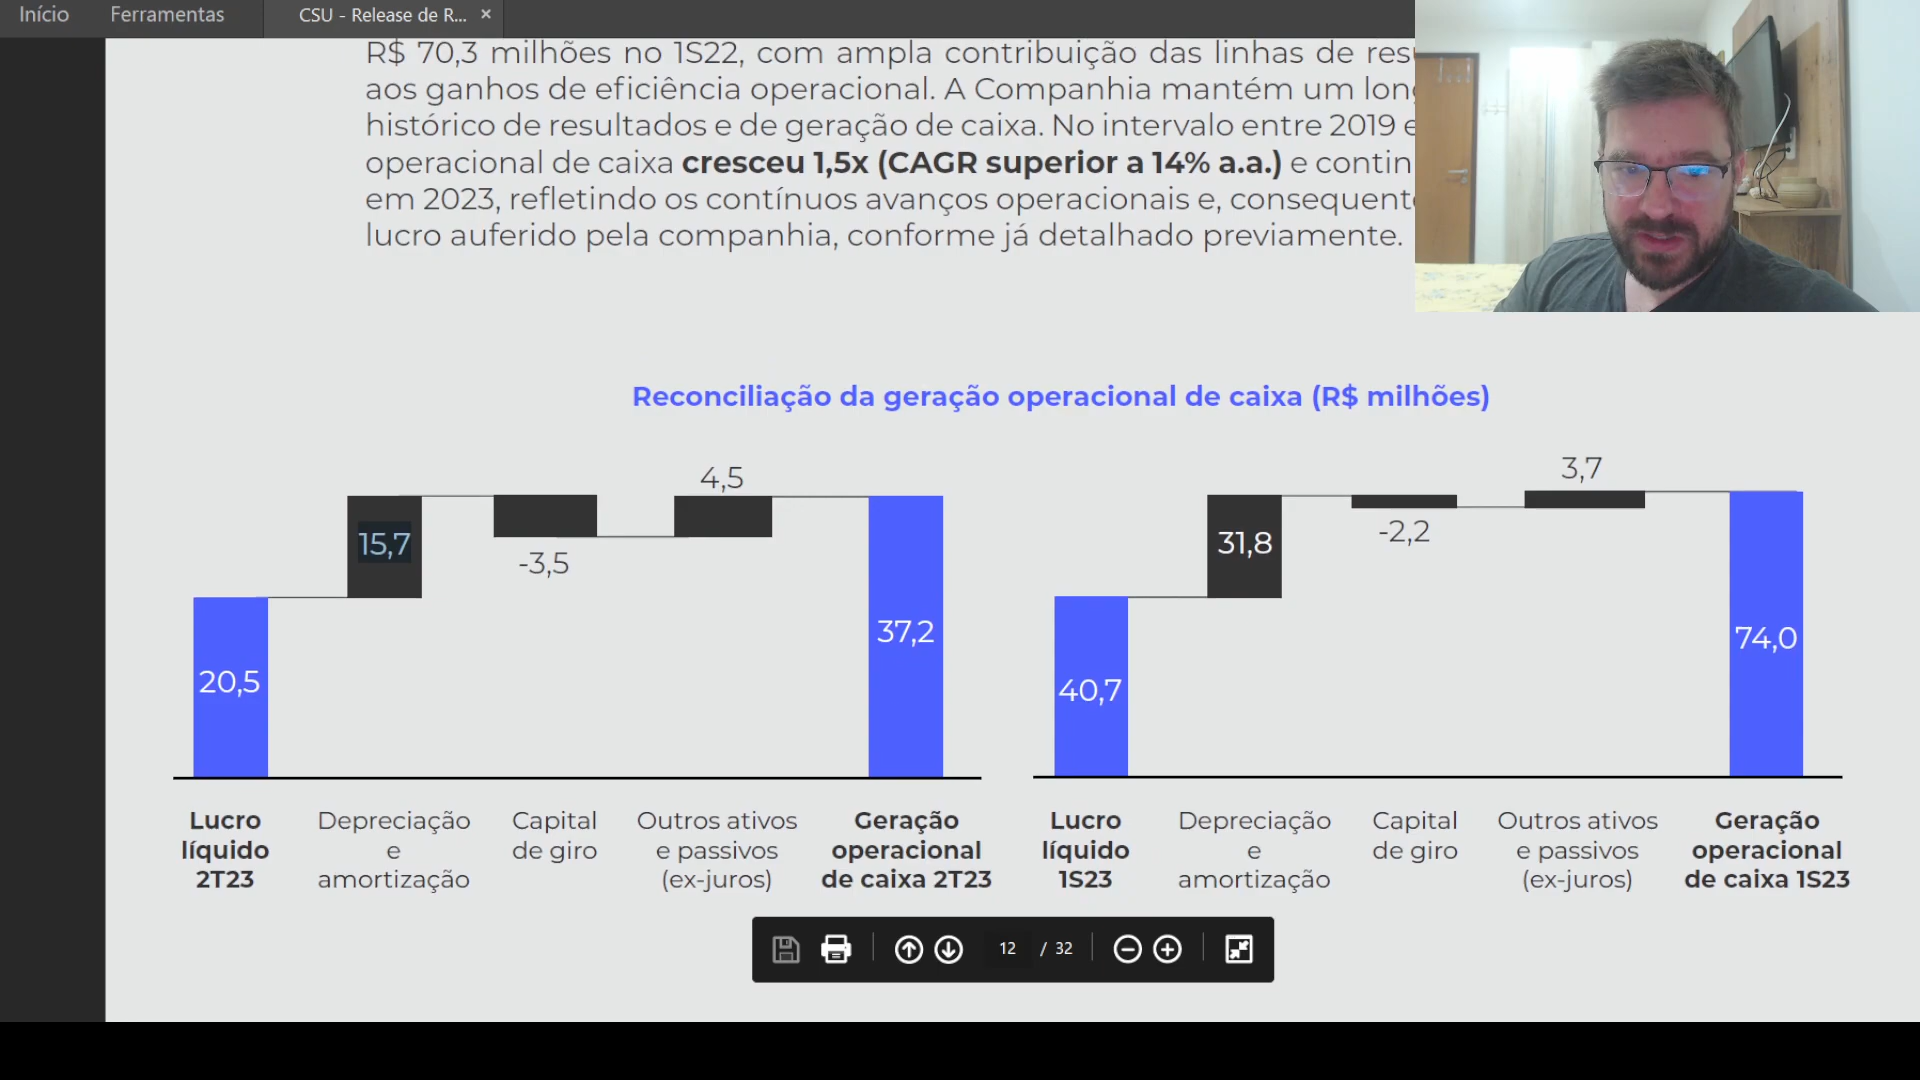 Início Ferramentas CSU - Release de R... ×
R$ 70,3 milhões no 1S22, com ampla contribuição das linhas de res
aos ganhos de eficiência operacional. A Companhia mantém um lon
histórico de resultados e de geração de caixa. No intervalo entre 2019 e
operacional de caixa cresceu 1,5x (CAGR superior a 14% a.a.) e contin
em 2023, refletindo os contínuos avanços operacionais e, consequent
lucro auferido pela companhia, conforme já detalhado previamente.
Reconciliação da geração operacional de caixa (R$ milhões)
20,5
15,7
-3,5
4,5
37,2
Lucro
líquido
2T23
Depreciação
e
amortização
Capital
de giro
Outros ativos
e passivos
(ex-juros)
Geração
operacional
de caixa 2T23
40,7
31,8
-2,2
3,7
74,0
Lucro
líquido
1S23
Depreciação
e
amortização
Capital
de giro
Outros ativos
e passivos
(ex-juros)
Geração
operacional
de caixa 1S23
12 / 32